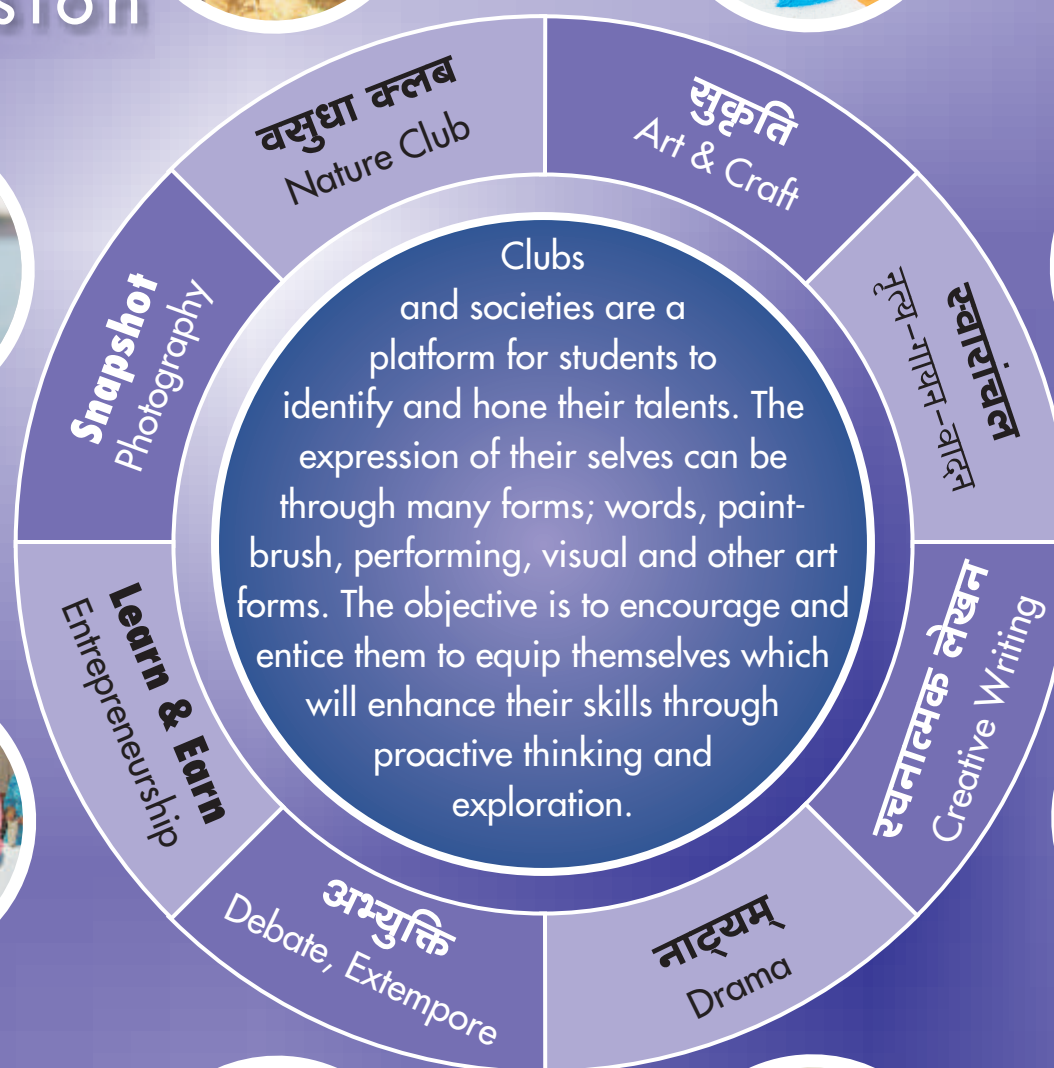 sion
वसुधा क्लब
Nature Club
सुकृति
Art & Craft
स्वारांचल
नृत्य-गायन-वादन
रचनात्मक लेखन
Creative Writing
नाट्यम्
Drama
अभ्युक्ति
Debate, Extempore
Learn & Earn
Entrepreneurship
Snapshot
Photography
Clubs
and societies are a
platform for students to
identify and hone their talents. The
expression of their selves can be
through many forms; words, paint-
brush, performing, visual and other art
forms. The objective is to encourage and
entice them to equip themselves which
will enhance their skills through
proactive thinking and
exploration.